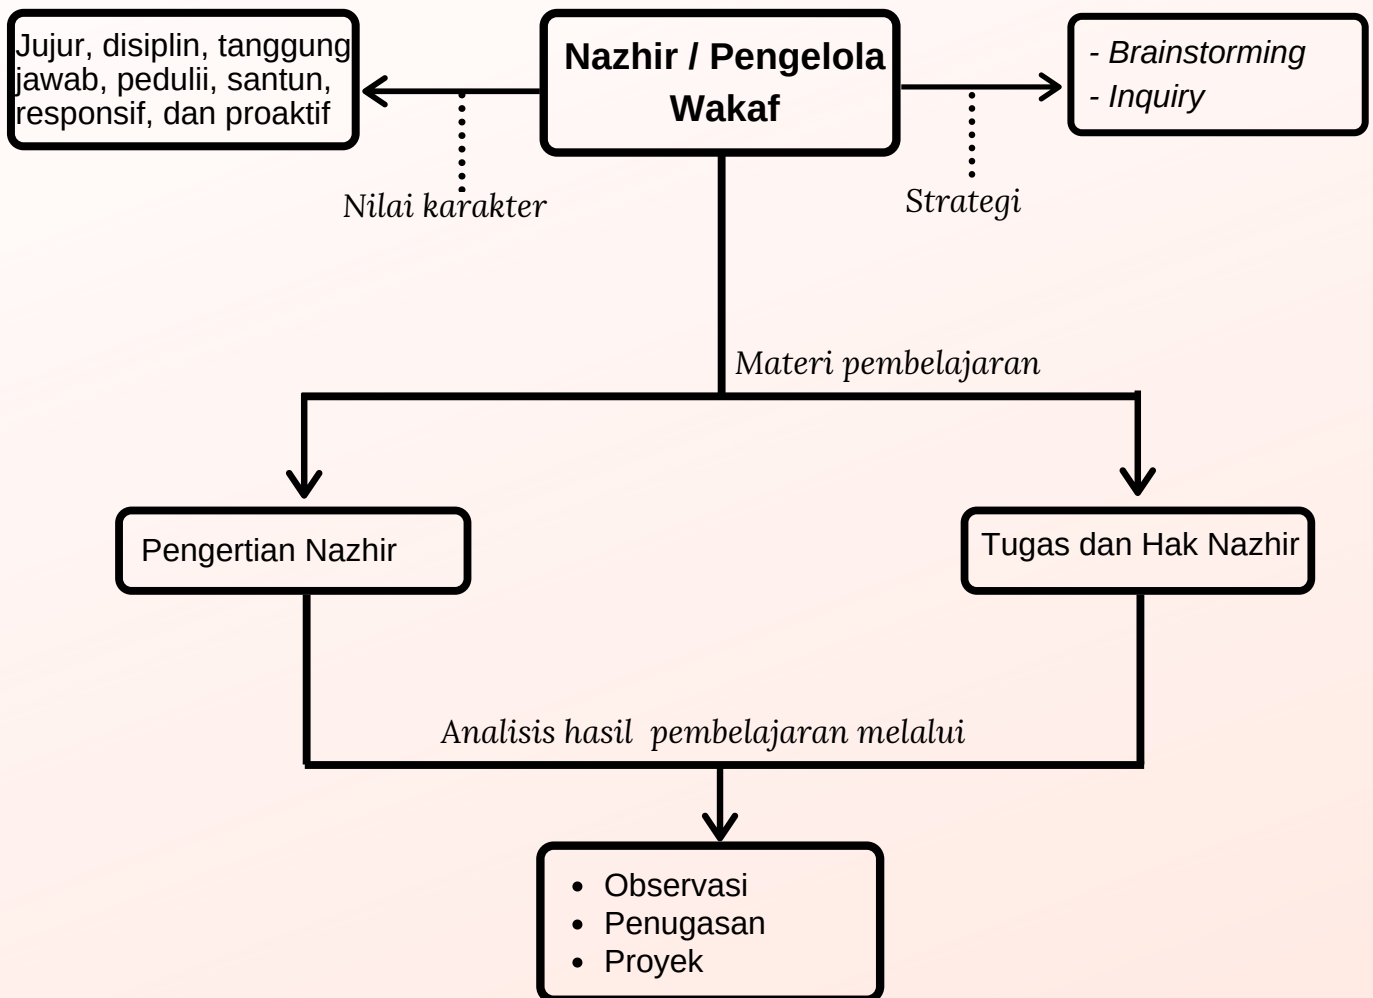 Jujur, disiplin, tanggung
jawab, pedulii, santun,
responsif, dan proaktif
Nazhir / Pengelola
Wakaf
- Brainstorming
- Inquiry
Nilai karakter
Strategi
Materi pembelajaran
Pengertian Nazhir
Tugas dan Hak Nazhir
Analisis hasil  pembelajaran melalui
• Observasi
• Penugasan
• Proyek